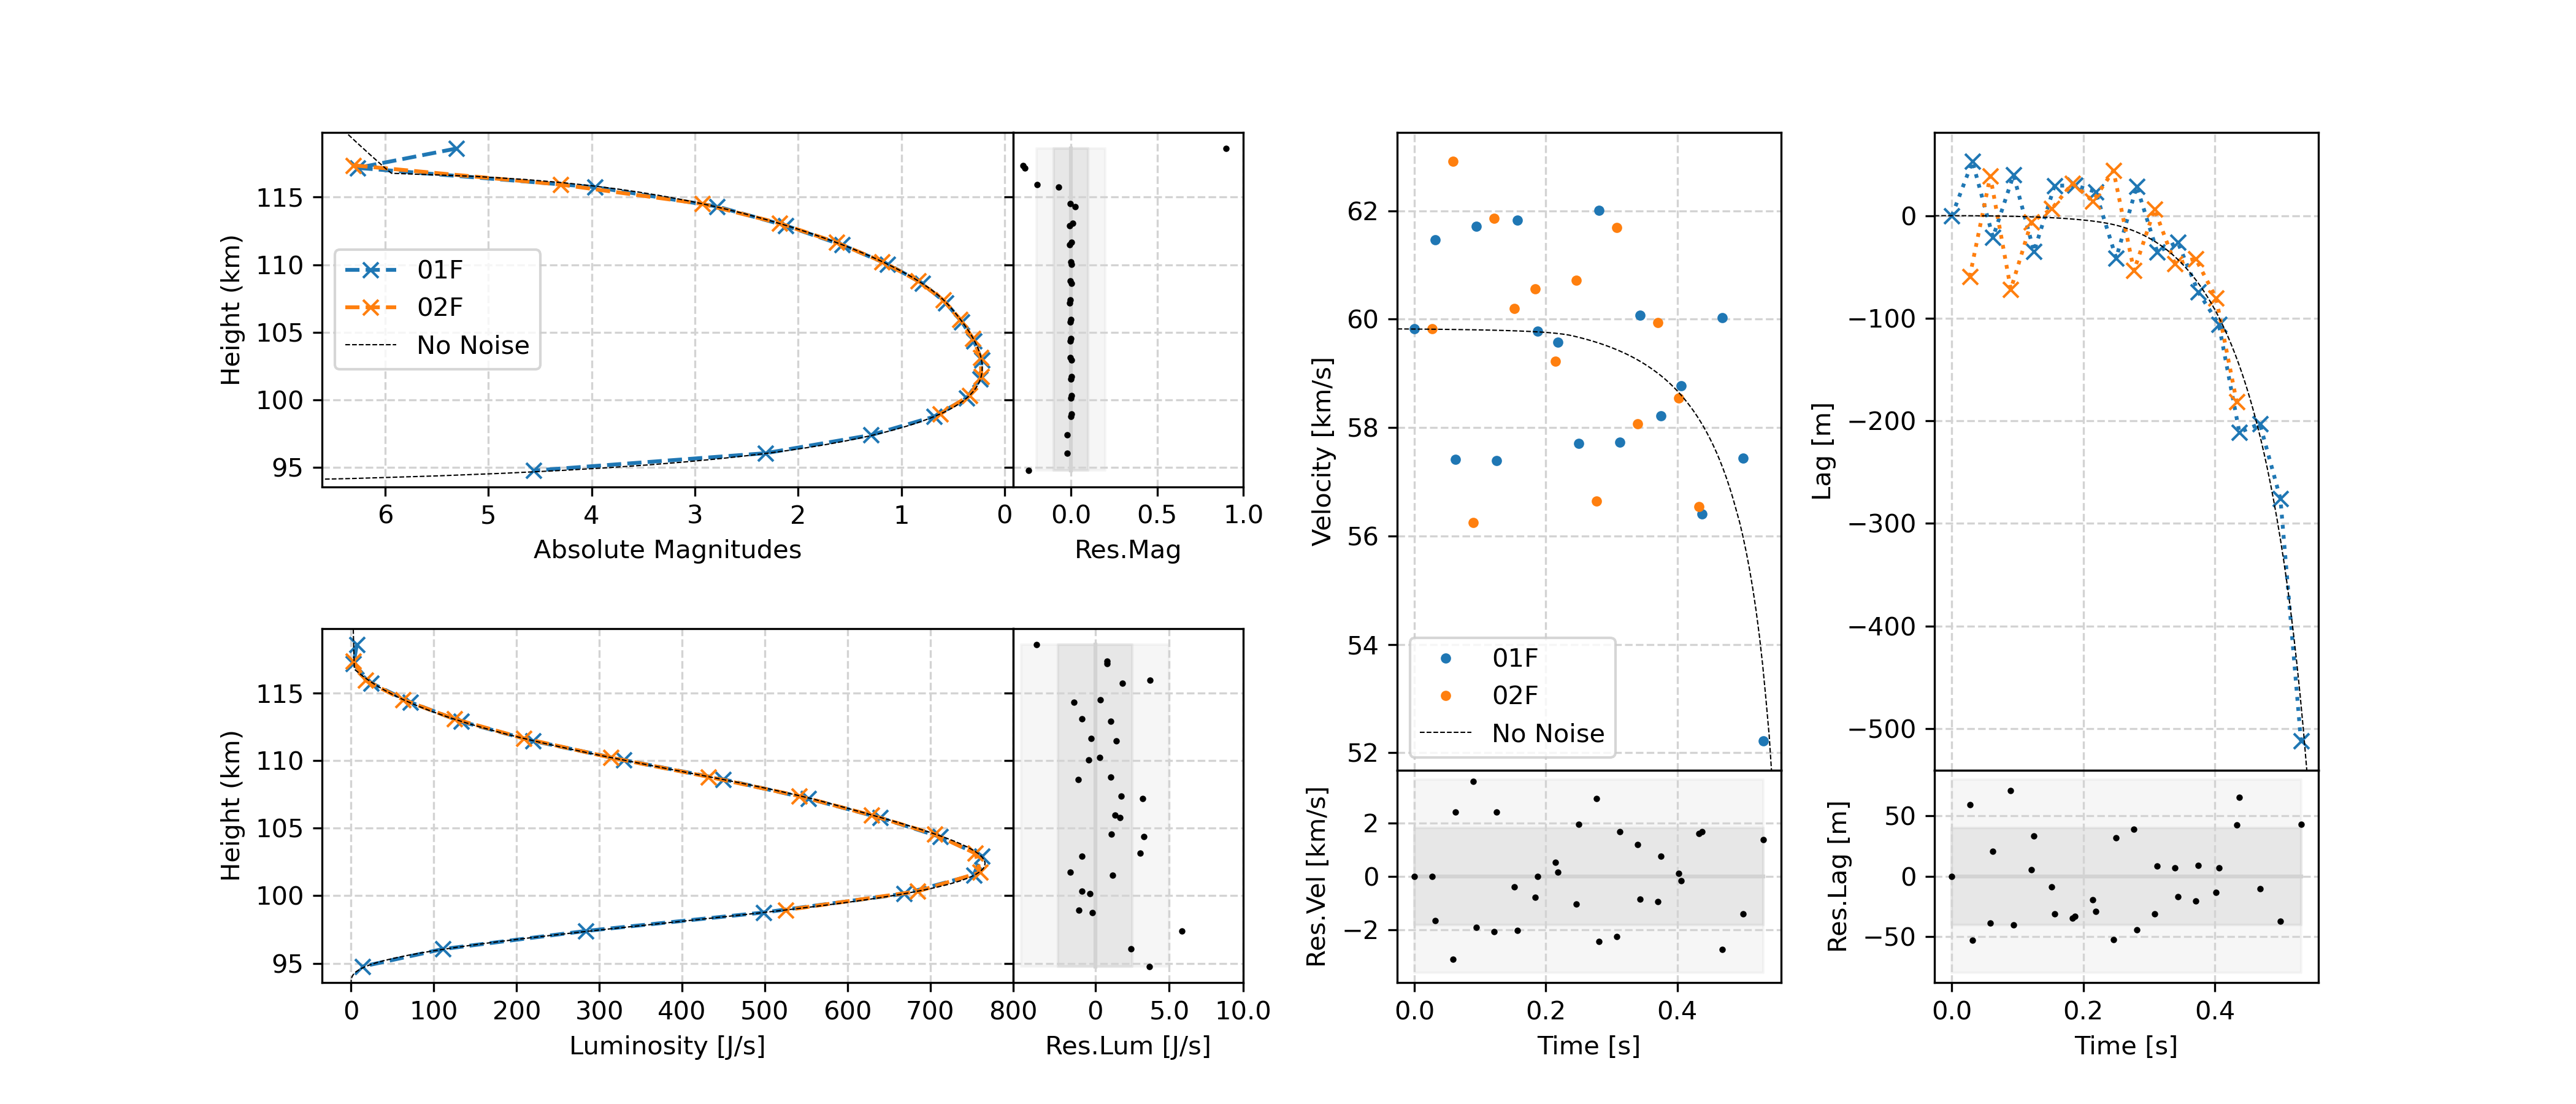 Height (km)
115
110
105
100
95
01F
02F
No Noise
6 5 4 3 2 1 0
Absolute Magnitudes
0.0 0.5 1.0
Res.Mag
Height (km)
115
110
105
100
95
0 100 200 300 400 500 600 700 800
Luminosity [J/s]
0 5.0 10.0
Res.Lum [J/s]
Velocity [km/s]
62
60
58
56
54
52
01F
02F
No Noise
Res.Vel [km/s]
2
0
−2
0.0 0.2 0.4
Time [s]
Lag [m]
0
−100
−200
−300
−400
−500
Res.Lag [m]
50
0
−50
0.0 0.2 0.4
Time [s]